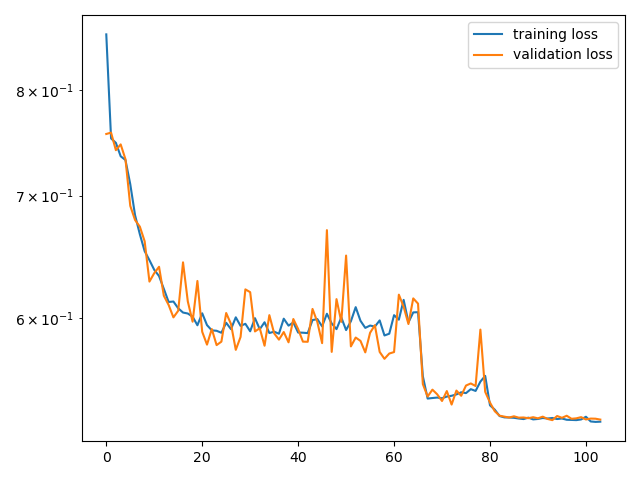 training loss
validation loss
8 × 10⁻¹
7 × 10⁻¹
6 × 10⁻¹
0 20 40 60 80 100